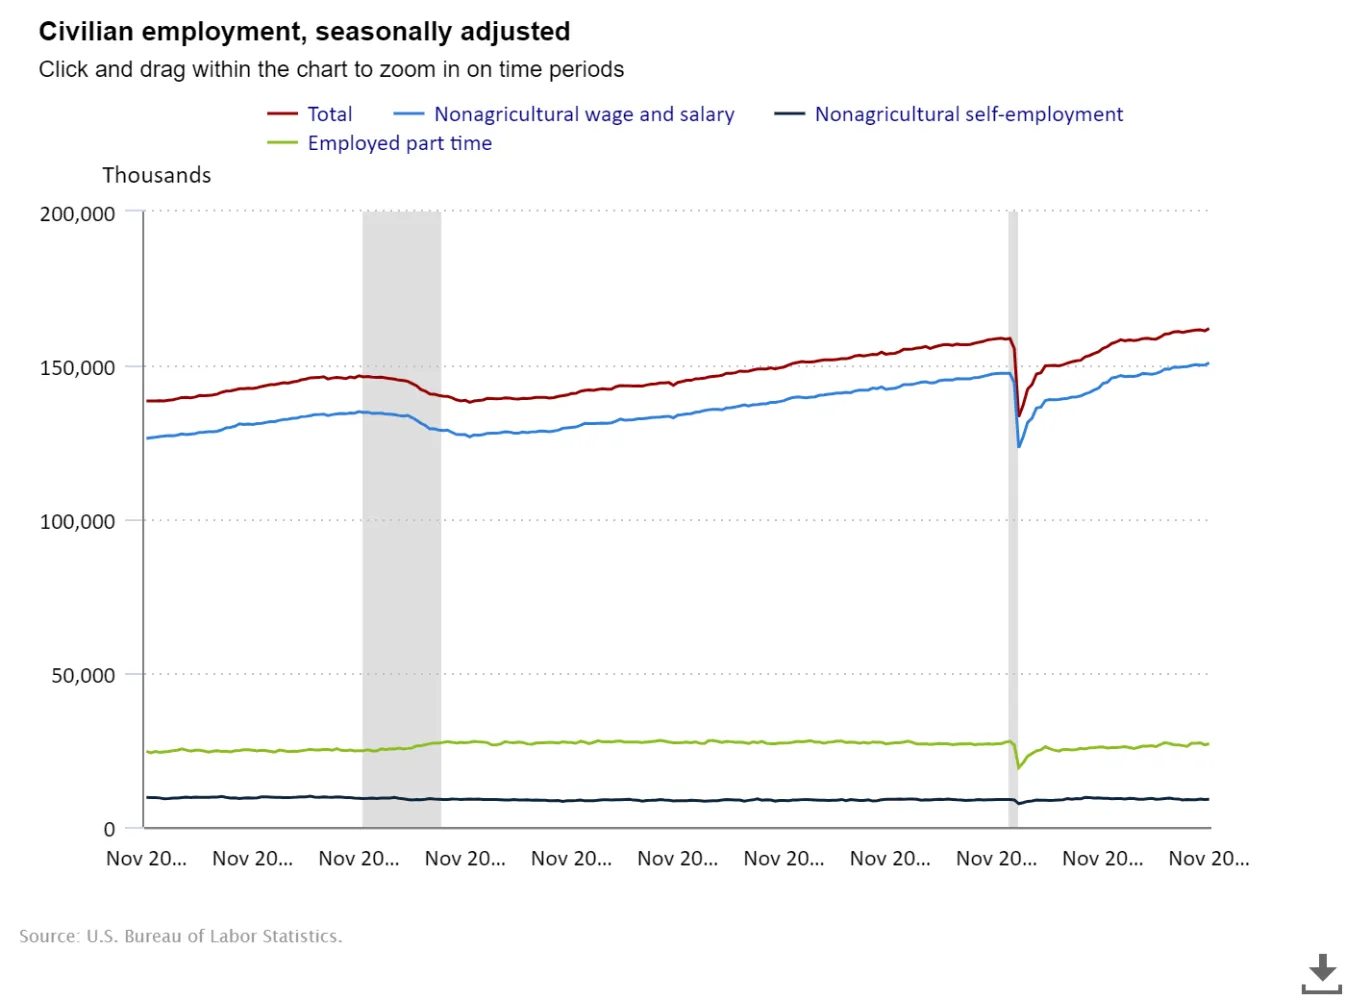 Civilian employment, seasonally adjusted
Click and drag within the chart to zoom in on time periods
Total Nonagricultural wage and salary Nonagricultural self-employment
Employed part time
Thousands
200,000
150,000
100,000
50,000
0
Nov 20... Nov 20... Nov 20... Nov 20... Nov 20... Nov 20... Nov 20... Nov 20... Nov 20... Nov 20... Nov 20...
Source: U.S. Bureau of Labor Statistics.